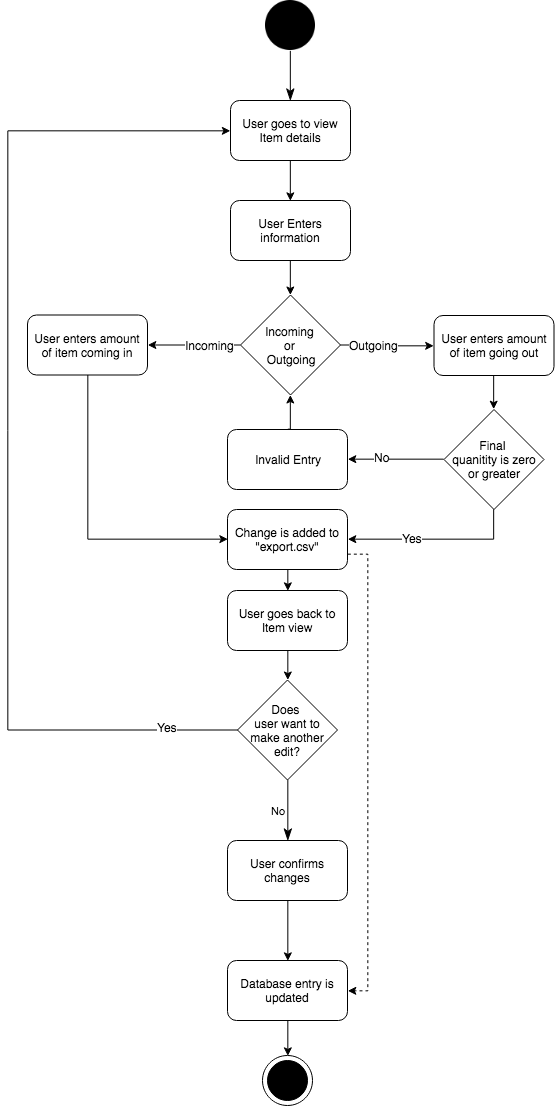 User goes to view
Item details
User Enters
information
User enters amount
of item coming in
Incoming
Incoming
or
Outgoing
Outgoing
User enters amount
of item going out
Invalid Entry
No
Final
quanitity is zero
or greater
Change is added to
"export.csv"
Yes
User goes back to
Item view
Yes
Does
user want to
make another
edit?
No
User confirms
changes
Database entry is
updated